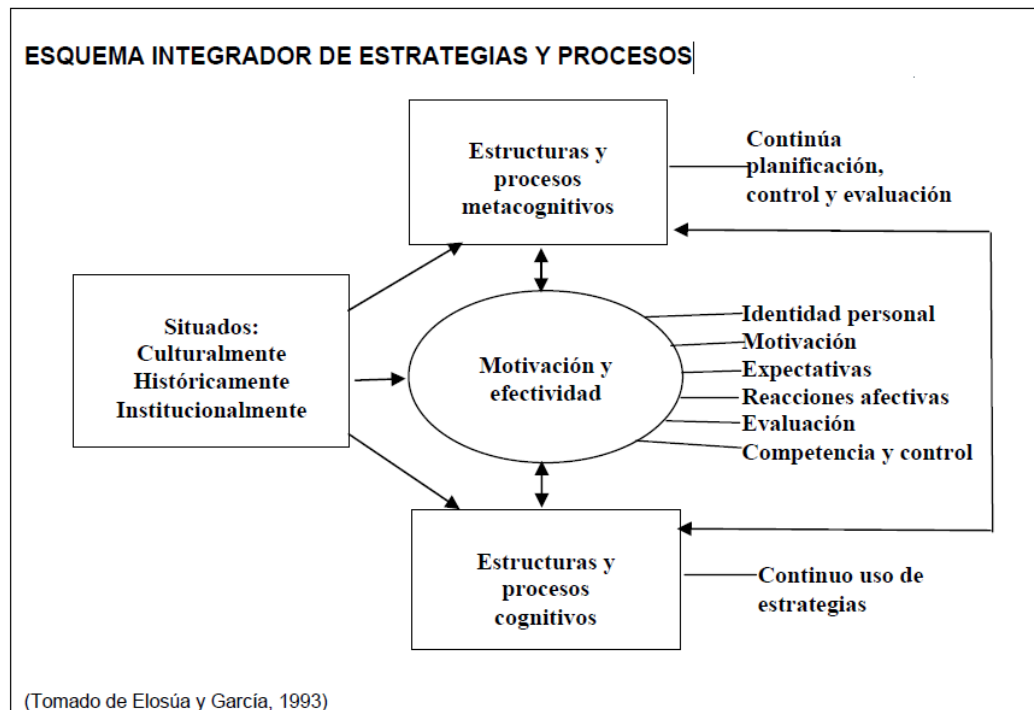 ESQUEMA INTEGRADOR DE ESTRATEGIAS Y PROCESOS
Estructuras y
procesos
metacognitivos
Continúa
planificación,
control y evaluación
Situados:
Culturalmente
Históricamente
Institucionalmente
Motivación y
efectividad
Identidad personal
Motivación
Expectativas
Reacciones afectivas
Evaluación
Competencia y control
Estructuras y
procesos
cognitivos
Continuo uso de
estrategias
(Tomado de Elosúa y García, 1993)